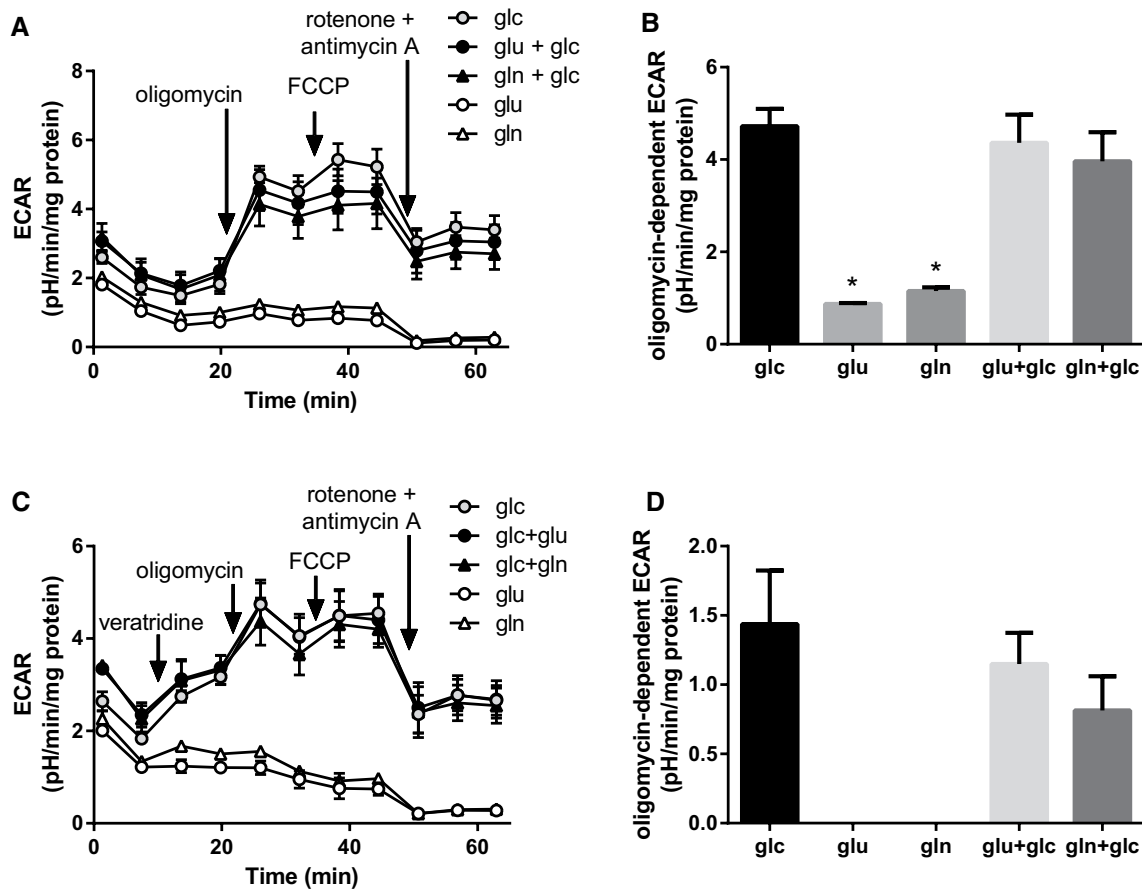 A
rotenone +
antimycin A
FCCP
oligomycin
glc
glu + glc
gln + glc
glu
gln
ECAR
(pH/min/mg protein)
8
6
4
2
0
0 20 40 60
Time (min)
B
oligomycin-dependent ECAR
(pH/min/mg protein)
6
4
2
0
* *
glc glu gln glu+glc gln+glc
C
rotenone +
antimycin A
FCCP
oligomycin
veratridine
glc
glc+glu
glc+gln
glu
gln
ECAR
(pH/min/mg protein)
6
4
2
0
0 20 40 60
Time (min)
D
oligomycin-dependent ECAR
(pH/min/mg protein)
2.0
1.5
1.0
0.5
0.0
glc glu gln glu+glc gln+glc